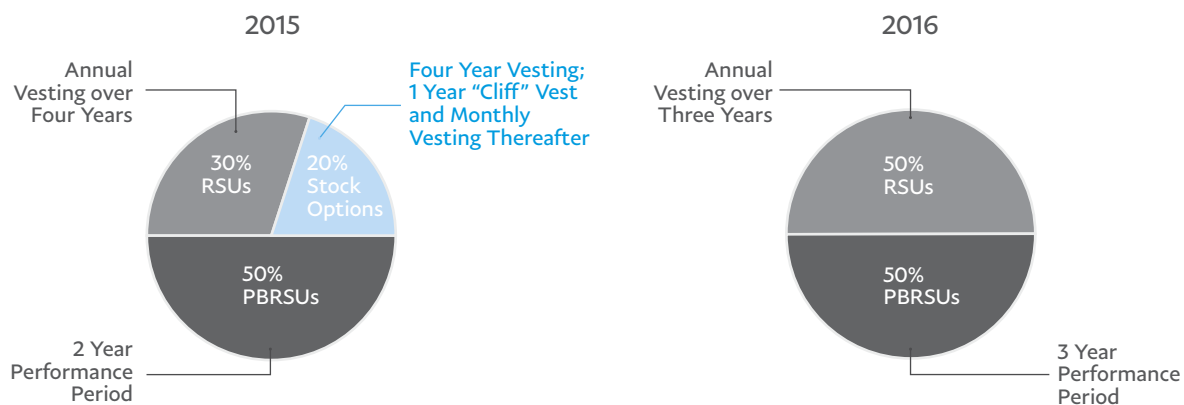 2015
Annual
Vesting over
Four Years
Four Year Vesting;
1 Year “Cliff” Vest
and Monthly
Vesting Thereafter
30%
RSUs
20%
Stock
Options
50%
PBRSUs
2 Year
Performance
Period
2016
Annual
Vesting over
Three Years
50%
RSUs
50%
PBRSUs
3 Year
Performance
Period